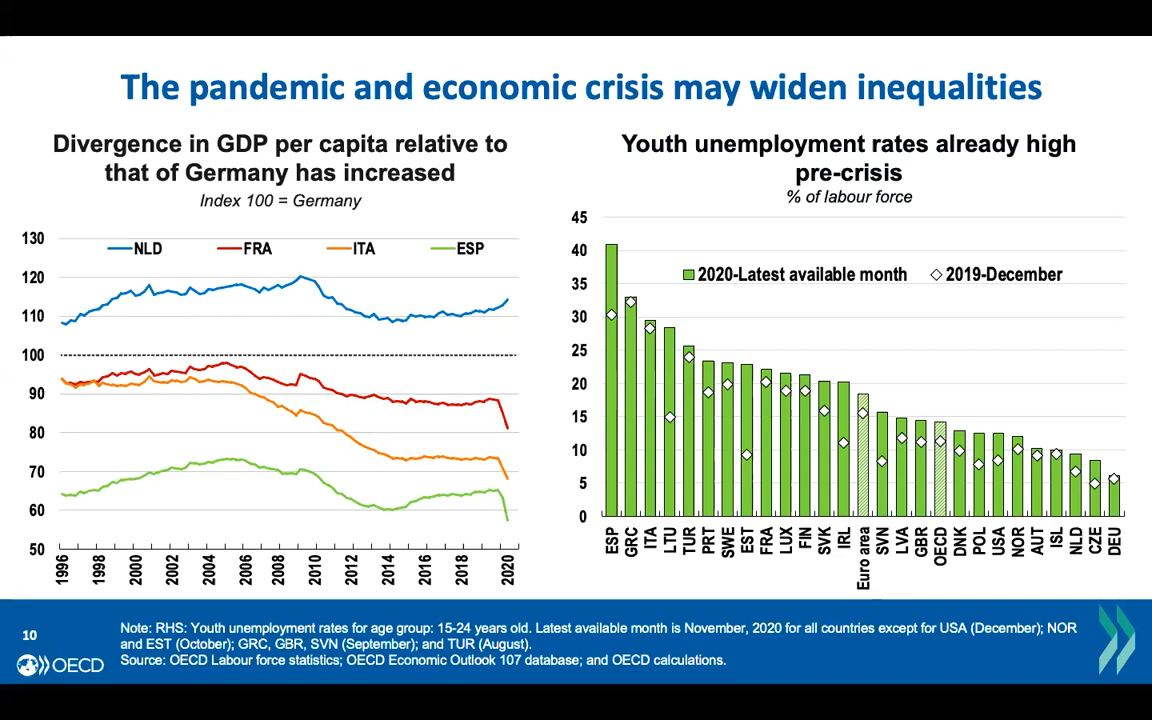 The pandemic and economic crisis may widen inequalities
Divergence in GDP per capita relative to
that of Germany has increased
Index 100 = Germany
130
120
110
100
90
80
70
60
50
NLD
FRA
ITA
ESP
1996
1998
2000
2002
2004
2006
2008
2010
2012
2014
2016
2018
2020
Youth unemployment rates already high
pre-crisis
% of labour force
45
40
35
30
25
20
15
10
5
0
2020-Latest available month
2019-December
ESP
GRC
ITA
LTU
TUR
PRT
SWE
EST
FRA
LUX
FIN
SVK
IRL
Euro area
SVN
LVA
GBR
OECD
DNK
POL
USA
NOR
AUT
ISL
NLD
CZE
DEU
10
OECD
Note: RHS: Youth unemployment rates for age group: 15-24 years old. Latest available month is November, 2020 for all countries except for USA (December); NOR
and EST (October); GRC, GBR, SVN (September); and TUR (August).
Source: OECD Labour force statistics; OECD Economic Outlook 107 database; and OECD calculations.